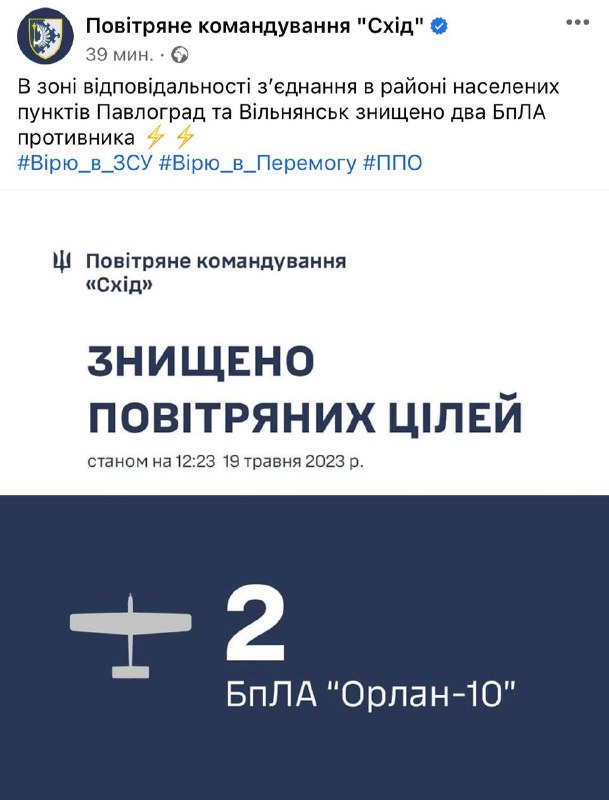 Повітряне командування "Схід"
39 мин. ·
В зоні відповідальності з’єднання в районі населених
пунктів Павлоград та Вільнянськ знищено два БпЛА
противника ⚡⚡
#Вірю_в_ЗСУ #Вірю_в_Перемогу #ППО
Повітряне командування
«Схід»
ЗНИЩЕНО
ПОВІТРЯНИХ ЦІЛЕЙ
станом на 12:23 19 травня 2023 р.
2
БпЛА “Орлан-10”